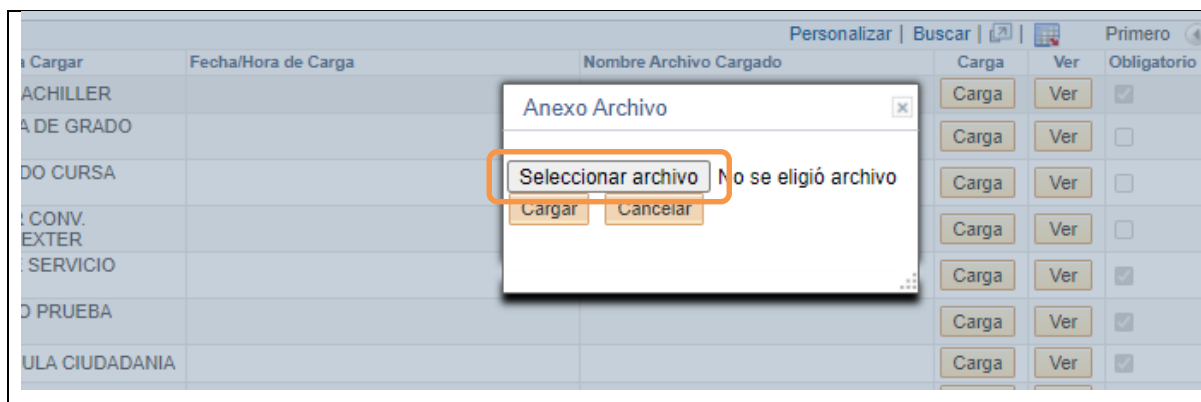 Personalizar | Buscar | | Primero
a Cargar Fecha/Hora de Carga Nombre Archivo Cargado Carga Ver Obligatorio
ACHILLER Carga Ver
A DE GRADO Carga Ver
DO CURSA Carga Ver
CONV.
EXTER Carga Ver
E SERVICIO Carga Ver
O PRUEBA Carga Ver
ULA CIUDADANIA Carga Ver
Anexo Archivo
Seleccionar archivo No se eligió archivo
Cargar Cancelar